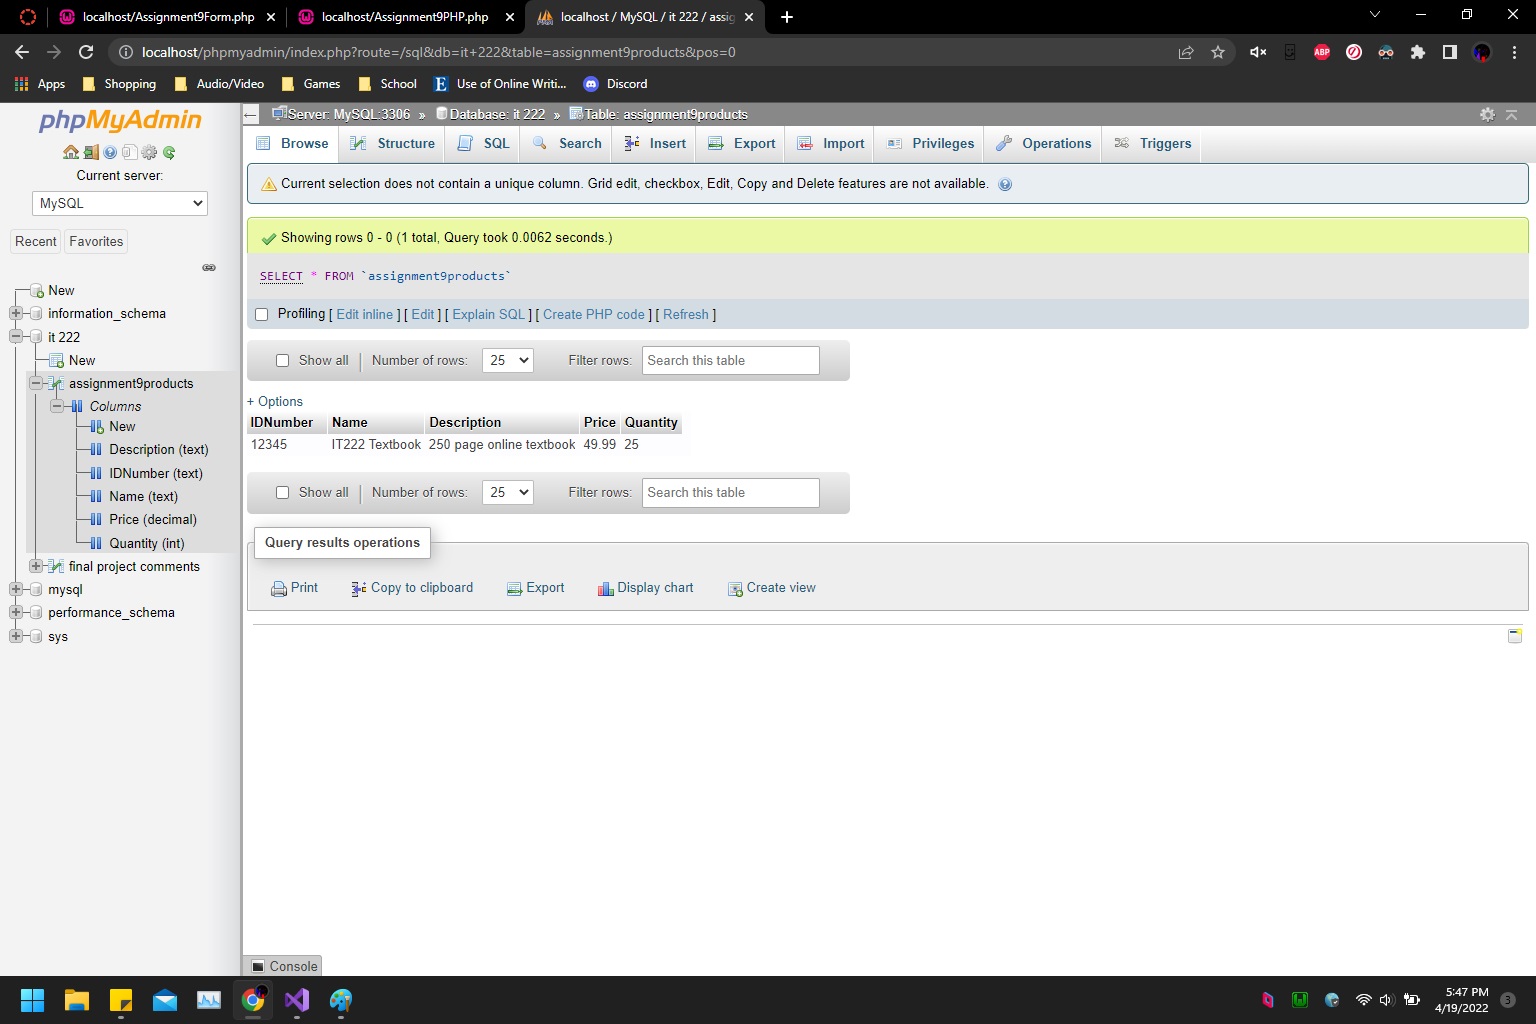 localhost/Assignment9Form.php
localhost/Assignment9PHP.php
localhost / MySQL / it 222 / assig
localhost/phpmyadmin/index.php?route=/sql&db=it+222&table=assignment9products&pos=0
ABP
Apps
Shopping
Audio/Video
Games
School
E
Use of Online Writi...
Discord
phpMyAdmin
Current server:
MySQL
Recent
Favorites
New
information_schema
it 222
New
assignment9products
Columns
New
Description (text)
IDNumber (text)
Name (text)
Price (decimal)
Quantity (int)
final project comments
mysql
performance_schema
sys
Server: MySQL:3306 » Database: it 222 » Table: assignment9products
Browse Structure SQL Search Insert Export Import Privileges Operations Triggers
Current selection does not contain a unique column. Grid edit, checkbox, Edit, Copy and Delete features are not available.
Showing rows 0 - 0 (1 total, Query took 0.0062 seconds.)
SELECT * FROM `assignment9products`
Profiling [ Edit inline ] [ Edit ] [ Explain SQL ] [ Create PHP code ] [ Refresh ]
Show all Number of rows: 25 Filter rows: Search this table
+ Options
IDNumber Name Description Price Quantity
12345 IT222 Textbook 250 page online textbook 49.99 25
Show all Number of rows: 25 Filter rows: Search this table
Query results operations
Print Copy to clipboard Export Display chart Create view
Console
5:47 PM
4/19/2022
3